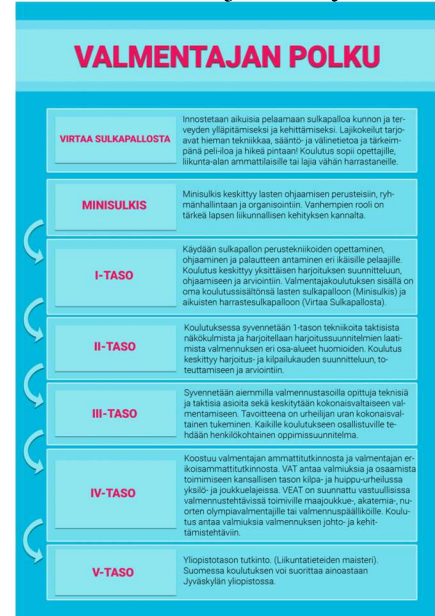 VALMENTAJAN POLKU
VIRTAA SULKAPALLOSTA
Innostetaan aikuisia pelaamaan sulkapalloa kunnon ja ter-
veyden ylläpitämiseksi ja kehittämiseksi. Lajikokeilut tarjo-
avat hieman tekniikkaa, sääntö- ja välinetietoa ja tärkeim-
pänä peli-iloa ja hikeä pintaan! Koulutus sopii opettajille,
liikunta-alan ammattilaisille tai lajia vähän harrastaneille.
MINISULKIS
Minisulkis keskittyy lasten ohjaamisen perusteisiin, ryh-
mänhallintaan ja organisointiin. Vanhempien rooli on
tärkeä lapsen liikunnallisen kehityksen kannalta.
I-TASO
Käydään sulkapallon perustekniikoiden opettaminen,
ohjaaminen ja palautteen antaminen eri ikäisille pelaajille.
Koulutus keskittyy yksittäisen harjoituksen suunnitteluun,
ohjaamiseen ja arviointiin. Valmentajakoulutuksen sisällä on
oma koulutussisältönsä lasten sulkapalloon (Minisulkis) ja
aikuisten harrastesulkapalloon (Virtaa Sulkapallosta).
II-TASO
Koulutuksessa syvennetään 1-tason tekniikoita taktisista
näkökulmista ja harjoitellaan harjoitussuunnitelmien laati-
mista valmennuksen eri osa-alueet huomioiden. Koulutus
keskittyy harjoitus- ja kilpailukauden suunnitteluun, to-
teuttamiseen ja arviointiin.
III-TASO
Syvennetään aiemmilla valmennustasoilla opittuja teknisiä
ja taktisia asioita sekä keskitytään kokonaisvaltaiseen val-
mentamiseen. Tavoitteena on urheilijan uran kokonaisval-
tainen tukeminen. Kaikille koulutukseen osallistuville teh-
dään henkilökohtainen oppimissuunnitelma.
IV-TASO
Koostuu valmentajan ammattitutkinnosta ja valmentajan er-
ikoisammattitutkinnosta. VAT antaa valmiuksia ja osaamista
toimimiseen kansallisen tason kilpa- ja huippu-urheilussa
yksilö- ja joukkuelajeissa. VEAT on suunnattu vastuullisissa
valmennustehtävissä toimiville maajoukkue-, akatemia-, nu-
orten olympiavalmentajille tai valmennuspäälliköille. Koulu-
tus antaa valmiuksia valmennuksen johto- ja kehit-
tämistehtäviin.
V-TASO
Yliopistotason tutkinto. (Liikuntatieteiden maisteri).
Suomessa koulutuksen voi suorittaa ainoastaan
Jyväskylän yliopistossa.